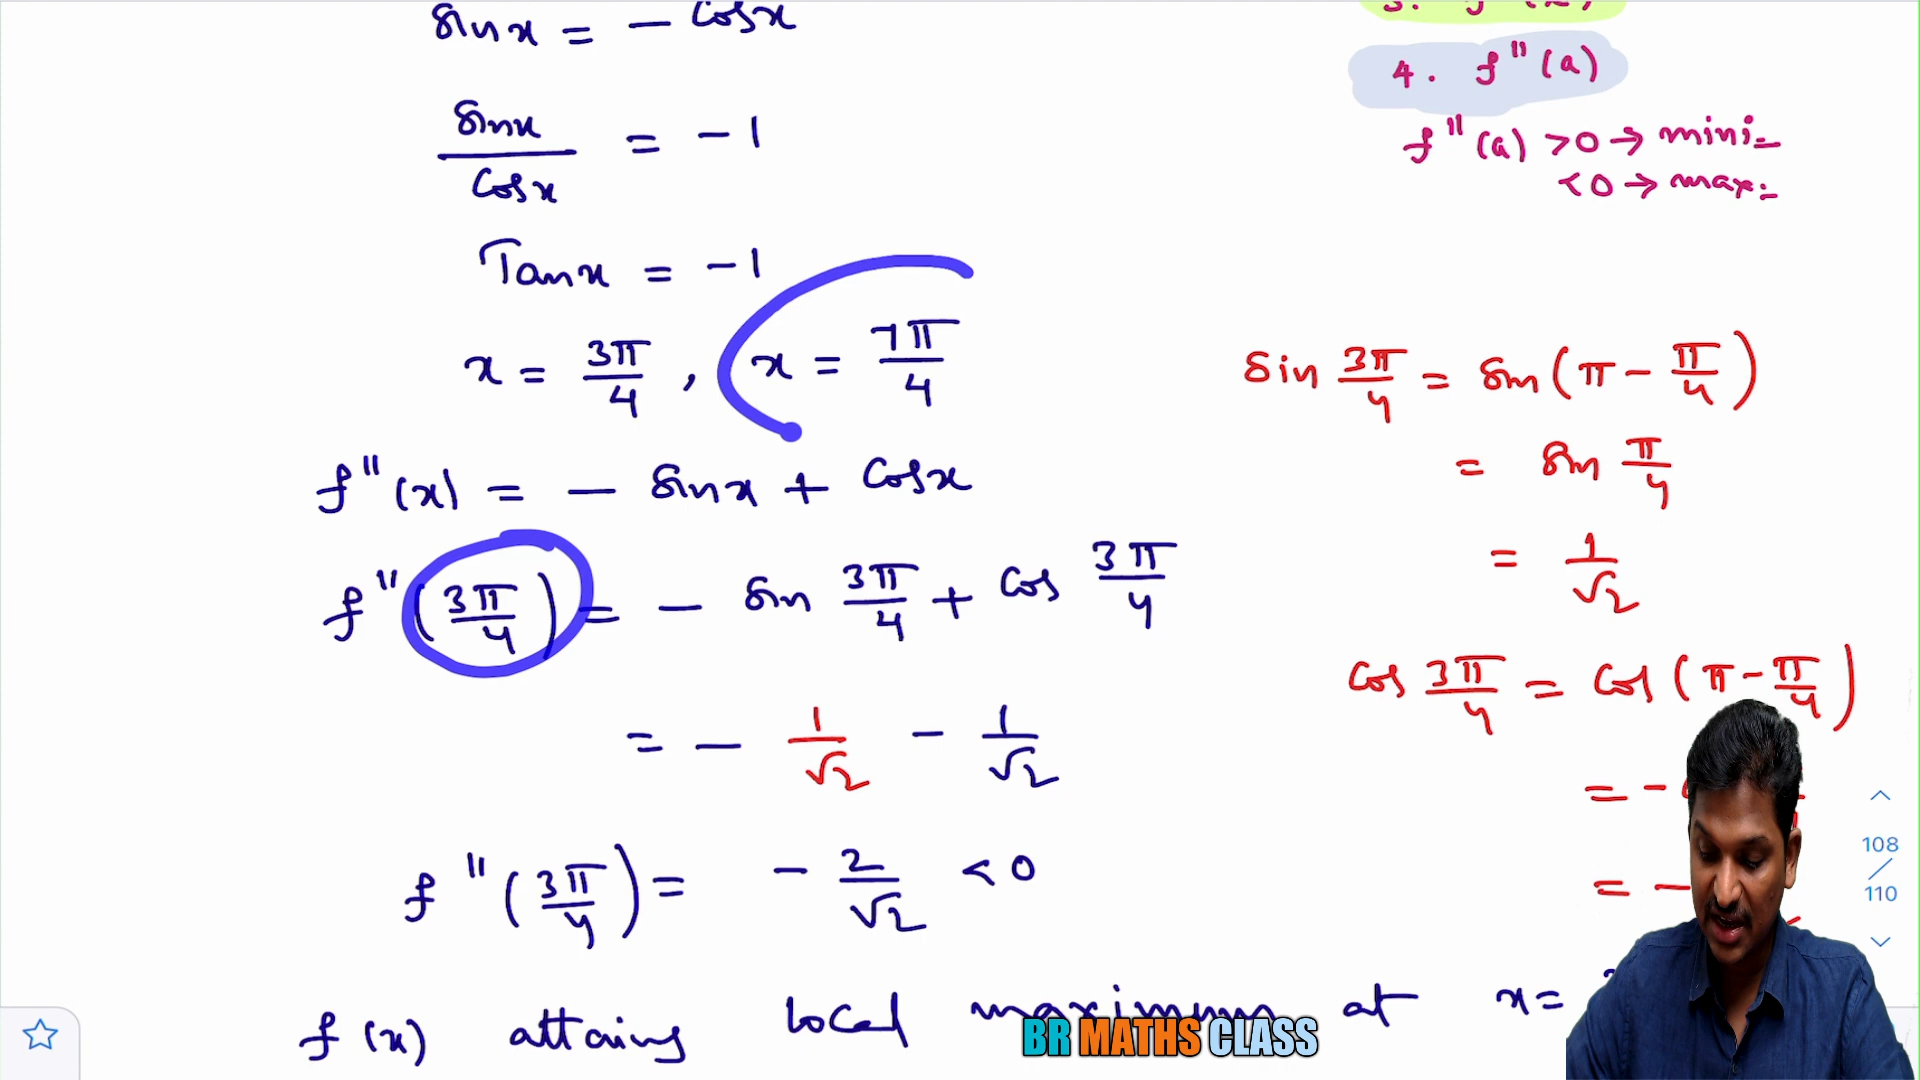 sinx = - cosx
sinx / cosx = -1
Tanx = -1
x = 3π/4 , x = 7π/4
f"(x) = - sinx + cosx
f"(3π/4) = - sin 3π/4 + cos 3π/4
= - 1/√2 - 1/√2
f"(3π/4) = - 2/√2 <0
f(x) attains local maximum at x=
4. f"(a)
f"(a) >0 → mini=
<0 → max=
sin 3π/4 = sin(π - π/4)
= sin π/4
= 1/√2
cos 3π/4 = cos(π - π/4)
= -
= -
108
/
110
BR MATHS CLASS